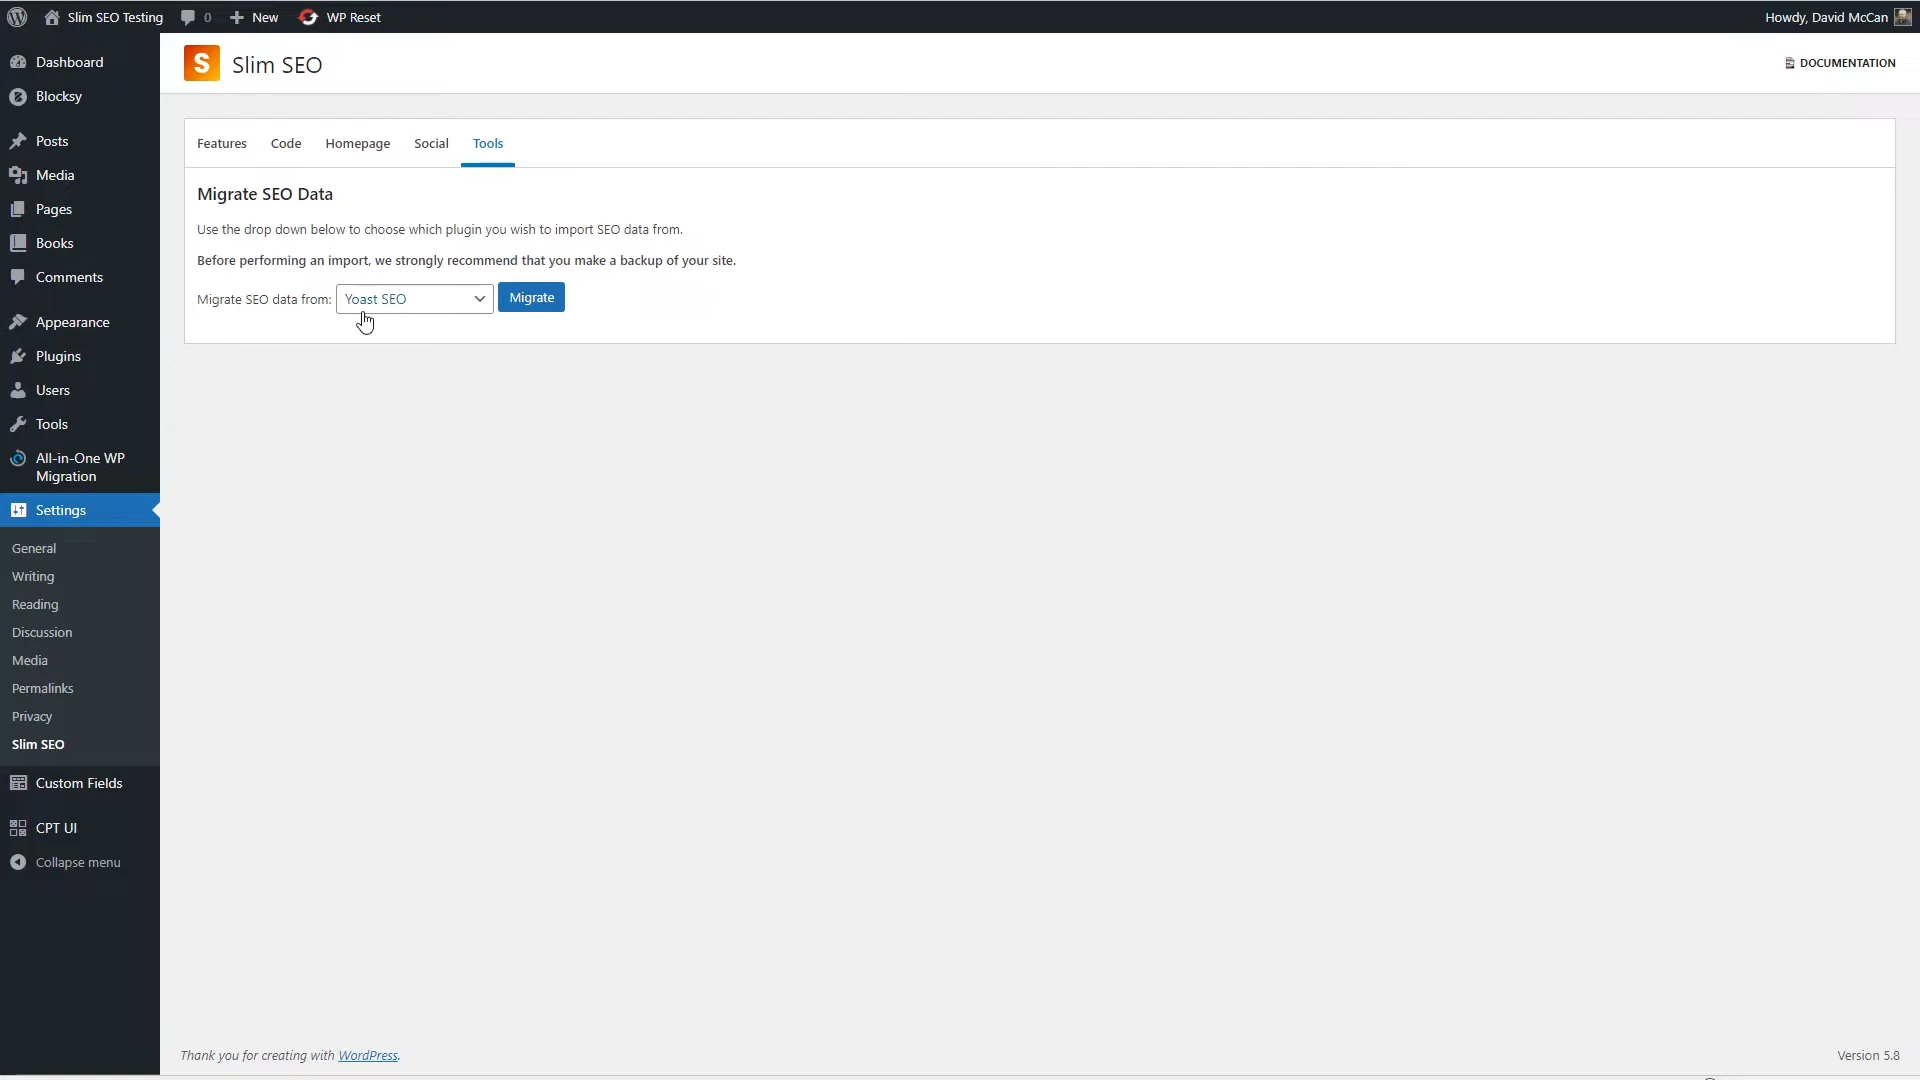 Slim SEO Testing
0
New
WP Reset
Howdy, David McCan
Dashboard
Blocksy
Posts
Media
Pages
Books
Comments
Appearance
Plugins
Users
Tools
All-in-One WP
Migration
Settings
General
Writing
Reading
Discussion
Media
Permalinks
Privacy
Slim SEO
Custom Fields
CPT UI
Collapse menu
S
Slim SEO
DOCUMENTATION
Features
Code
Homepage
Social
Tools
Migrate SEO Data
Use the drop down below to choose which plugin you wish to import SEO data from.
Before performing an import, we strongly recommend that you make a backup of your site.
Migrate SEO data from:
Yoast SEO
Migrate
Thank you for creating with WordPress.
Version 5.8